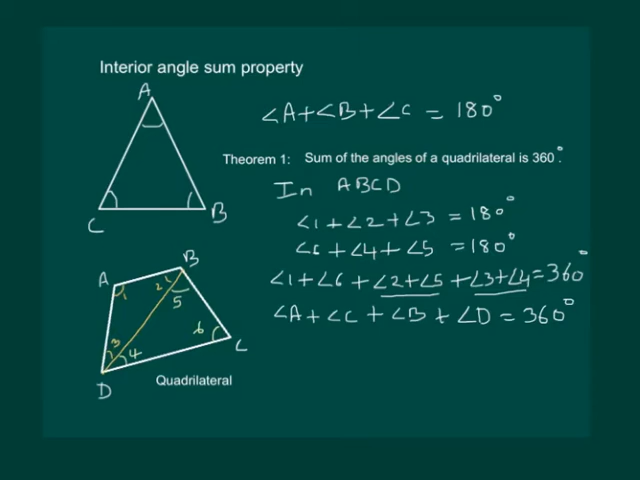 Interior angle sum property
A
C
B
∠A+∠B+∠C = 180°
Theorem 1: Sum of the angles of a quadrilateral is 360°.
In ABCD
∠1+∠2+∠3 = 180°
∠6+∠4+∠5 = 180°
∠1+∠6+∠2+∠5+∠3+∠4=360°
∠A+∠C+∠B+∠D=360°
A
B
1
2
5
6
3
4
C
D
Quadrilateral